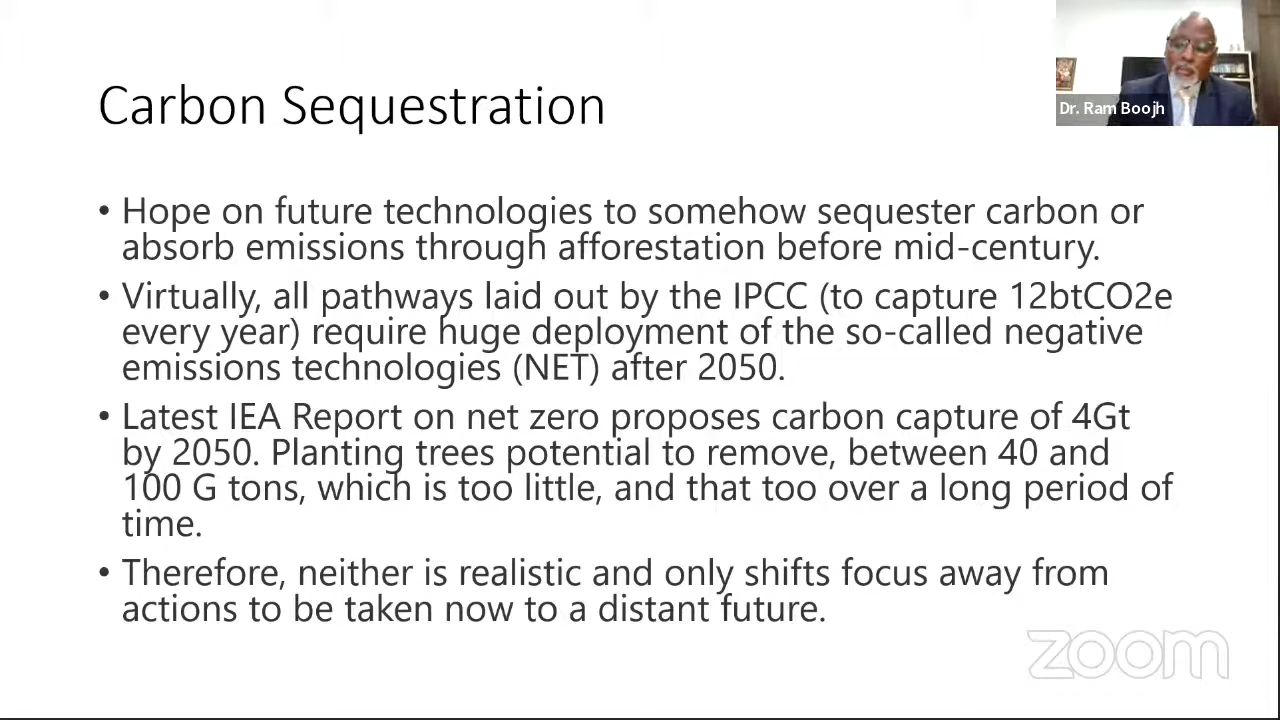 Carbon Sequestration
Dr. Ram Boojh
• Hope on future technologies to somehow sequester carbon or
absorb emissions through afforestation before mid-century.
• Virtually, all pathways laid out by the IPCC (to capture 12btCO2e
every year) require huge deployment of the so-called negative
emissions technologies (NET) after 2050.
• Latest IEA Report on net zero proposes carbon capture of 4Gt
by 2050. Planting trees potential to remove, between 40 and
100 G tons, which is too little, and that too over a long period of
time.
• Therefore, neither is realistic and only shifts focus away from
actions to be taken now to a distant future.
zoom